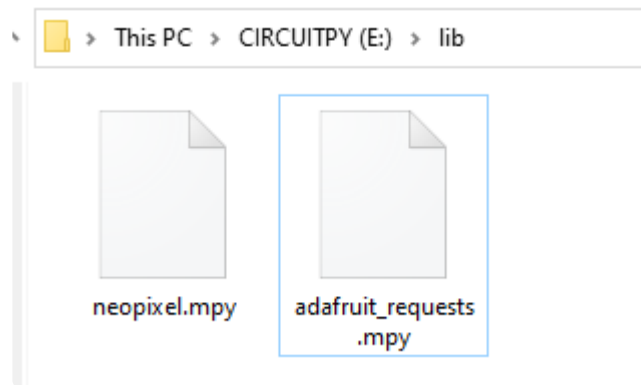 This PC > CIRCUITPY (E:) > lib
neopixel.mpy
adafruit_requests
.mpy